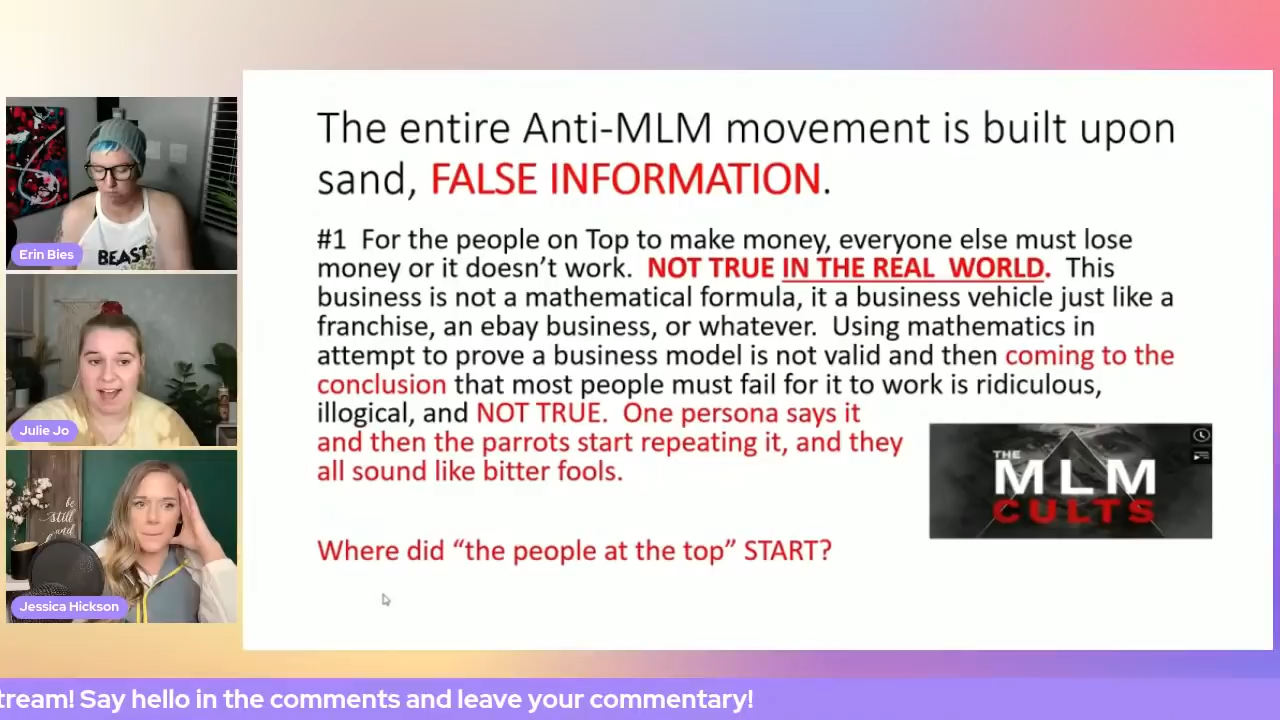 The entire Anti-MLM movement is built upon
sand, FALSE INFORMATION.
#1 For the people on Top to make money, everyone else must lose
money or it doesn't work. NOT TRUE IN THE REAL WORLD. This
business is not a mathematical formula, it a business vehicle just like a
franchise, an ebay business, or whatever. Using mathematics in
attempt to prove a business model is not valid and then coming to the
conclusion that most people must fail for it to work is ridiculous,
illogical, and NOT TRUE. One persona says it
and then the parrots start repeating it, and they
all sound like bitter fools.
THE
MLM
CULTS
Where did “the people at the top” START?
BEAST
Erin Bies
Julie Jo
be
still
and
Jessica Hickson
tream! Say hello in the comments and leave your commentary!